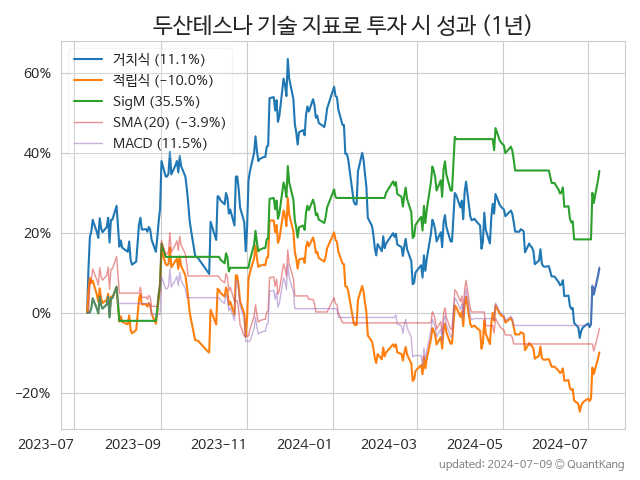 두산테스나 기술 지표로 투자 시 성과 (1년)
거치식 (11.1%)
적립식 (−10.0%)
SigM (35.5%)
SMA(20) (−3.9%)
MACD (11.5%)
60%
40%
20%
0%
−20%
2023-07
2023-09
2023-11
2024-01
2024-03
2024-05
2024-07
updated: 2024-07-09 © QuantKang